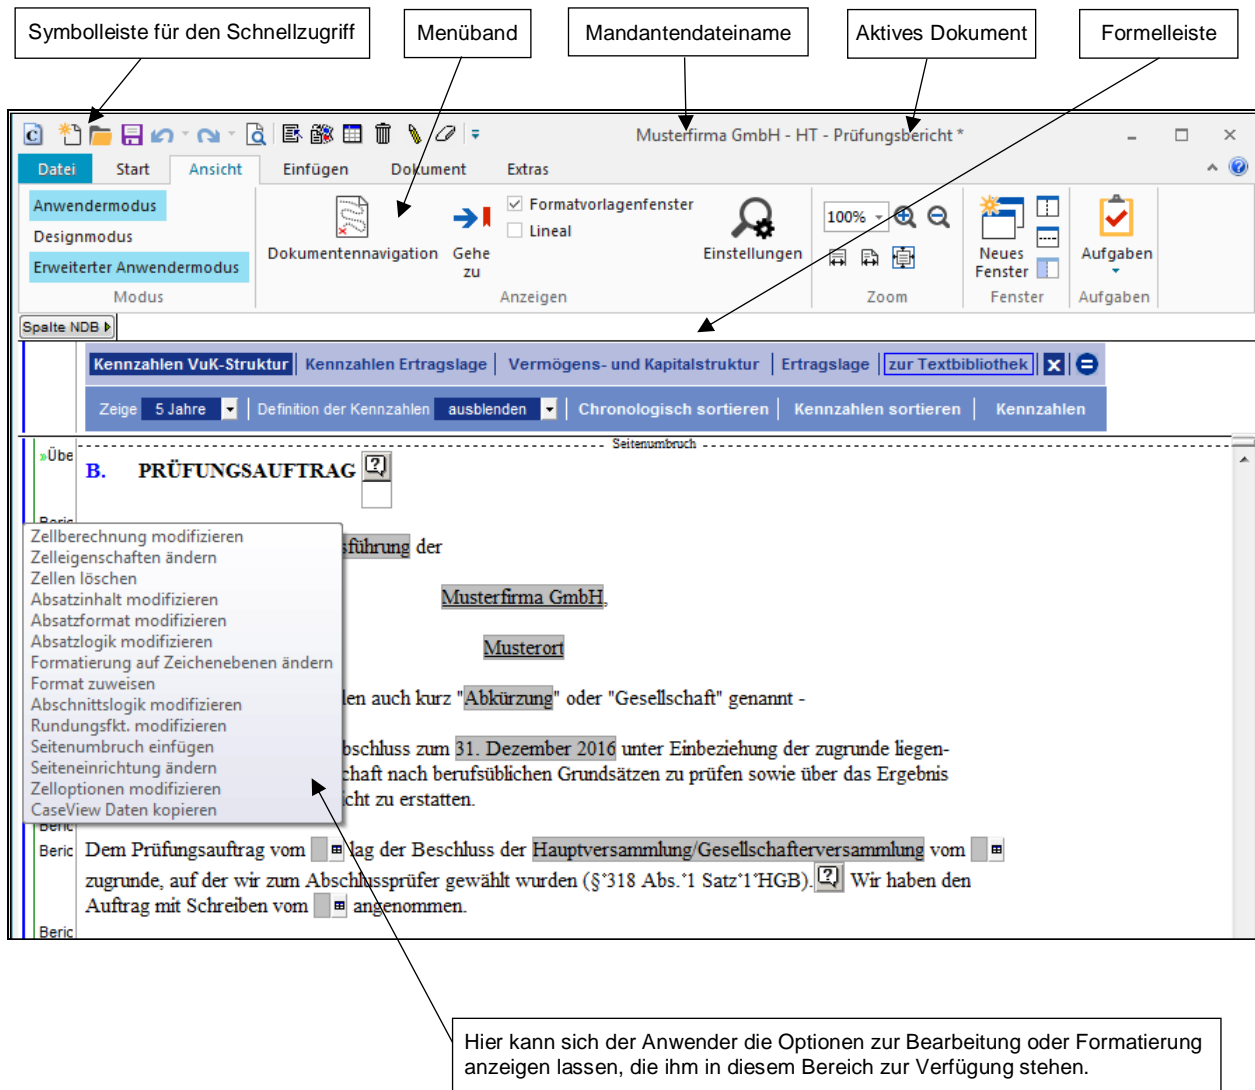 Symbolleiste für den Schnellzugriff
Menüband
Mandantendateiname
Aktives Dokument
Formelleiste
Musterfirma GmbH - HT - Prüfungsbericht *
Datei Start Ansicht Einfügen Dokument Extras
Anwendermodus
Designmodus
Erweiterter Anwendermodus
Modus
Dokumentennavigation
Gehe
zu
Formatvorlagenfenster
Lineal
Einstellungen
Anzeigen
100%
Zoom
Neues
Fenster
Fenster
Aufgaben
Aufgaben
Spalte NDB
Kennzahlen VuK-Struktur Kennzahlen Ertragslage Vermögens- und Kapitalstruktur Ertragslage zur Textbibliothek
Zeige 5 Jahre Definition der Kennzahlen ausblenden Chronologisch sortieren Kennzahlen sortieren Kennzahlen
Seitenumbruch
»Übe
B. PRÜFUNGSAUFTRAG
Beric
Zellberechnung modifizieren
Zelleigenschaften ändern
Zellen löschen
Absatzinhalt modifizieren
Absatzformat modifizieren
Absatzlogik modifizieren
Formatierung auf Zeichenebenen ändern
Format zuweisen
Abschnittslogik modifizieren
Rundungsfkt. modifizieren
Seitenumbruch einfügen
Seiteneinrichtung ändern
Zelloptionen modifizieren
CaseView Daten kopieren
sführung der
Musterfirma GmbH,
Musterort
den auch kurz "Abkürzung" oder "Gesellschaft" genannt -
bschluss zum 31. Dezember 2016 unter Einbeziehung der zugrunde liegen-
chaft nach berufsüblichen Grundsätzen zu prüfen sowie über das Ergebnis
icht zu erstatten.
Beric
Beric Dem Prüfungsauftrag vom lag der Beschluss der Hauptversammlung/Gesellschafterversammlung vom
zugrunde, auf der wir zum Abschlussprüfer gewählt wurden (§°318 Abs.°1 Satz°1°HGB). Wir haben den
Auftrag mit Schreiben vom angenommen.
Beric
Hier kann sich der Anwender die Optionen zur Bearbeitung oder Formatierung
anzeigen lassen, die ihm in diesem Bereich zur Verfügung stehen.